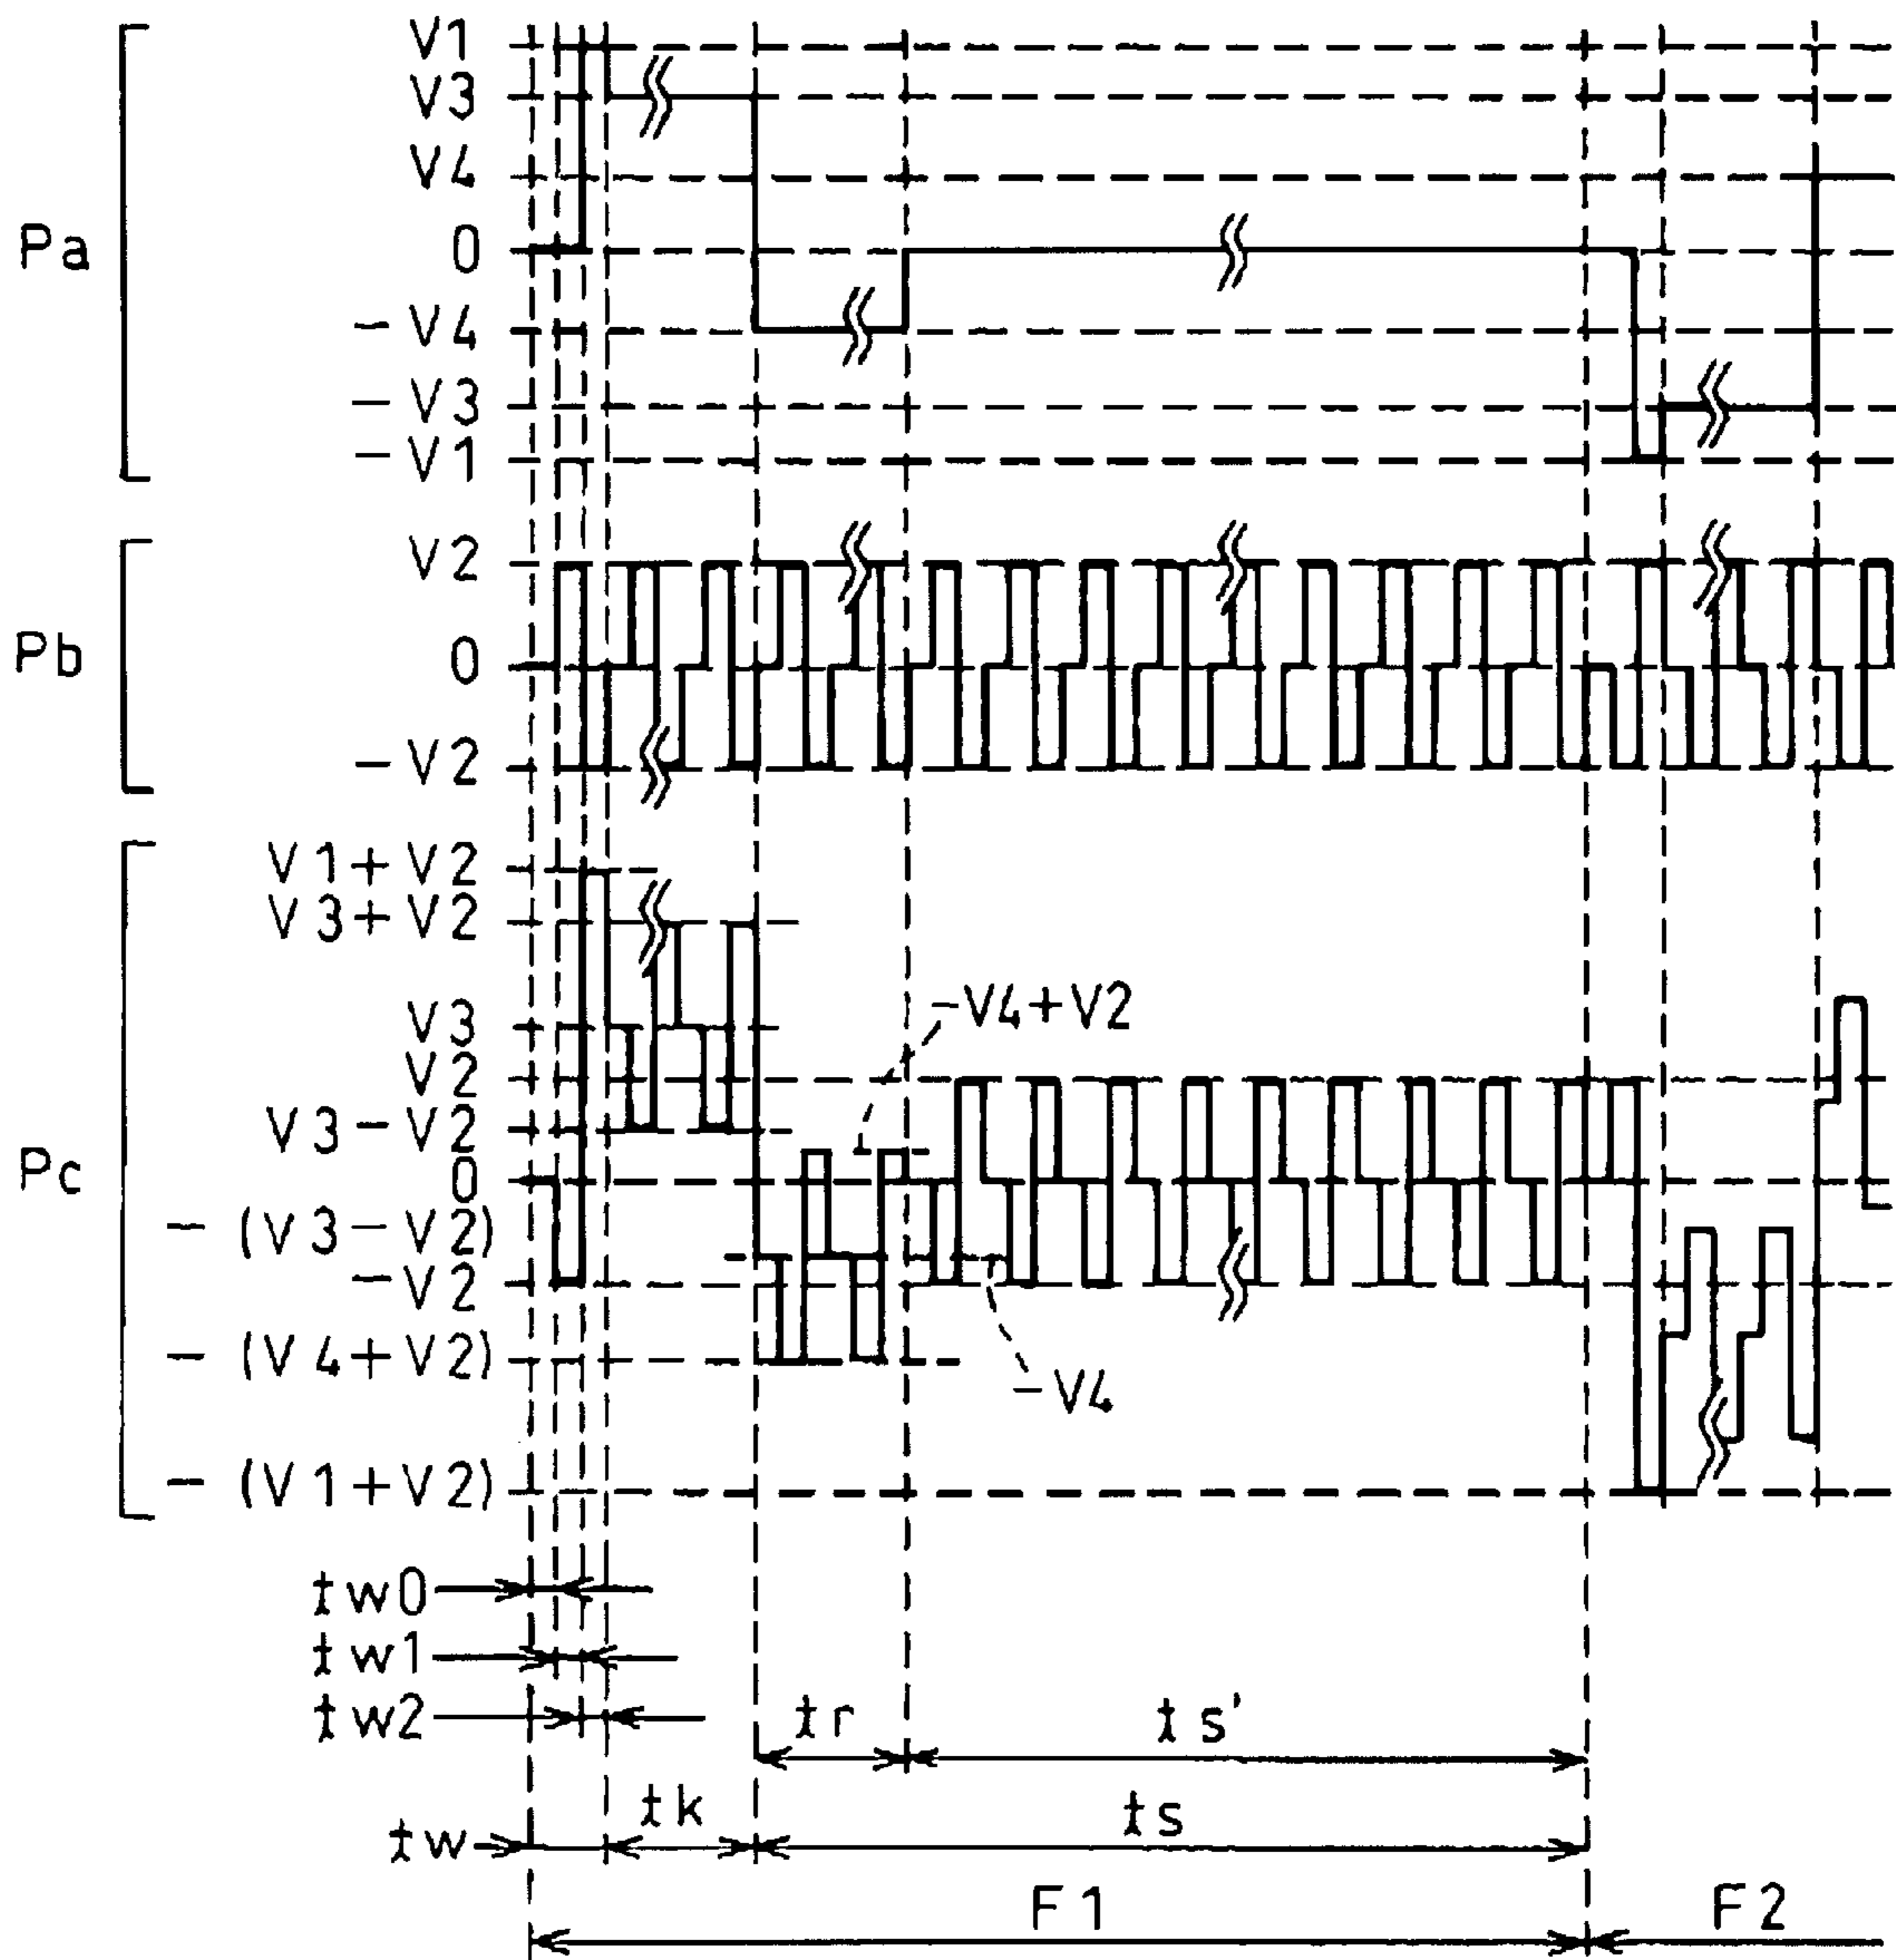 Pa
V1
V3
V4
0
-V4
-V3
-V1
Pb
V2
0
-V2
Pc
V1+V2
V3+V2
V3
V2
V3-V2
0
-(V3-V2)
-V2
-(V4+V2)
-(V1+V2)
-V4+V2
-V4
tw0
tw1
tw2
tr
ts'
tw
tk
ts
F1
F2